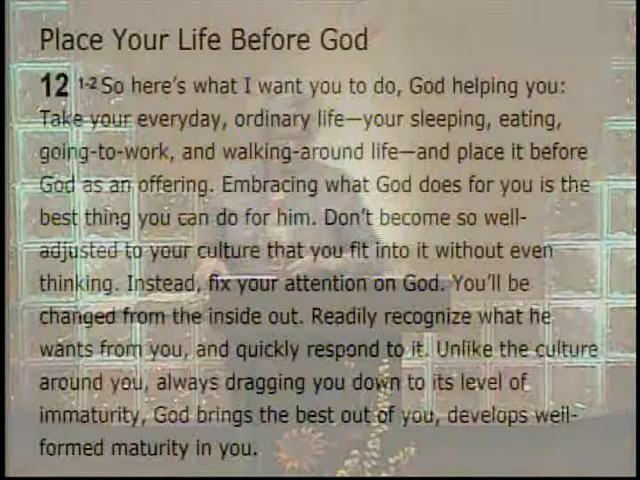 Place Your Life Before God
12 1-2 So here's what I want you to do, God helping you:
Take your everyday, ordinary life—your sleeping, eating,
going-to-work, and walking-around life—and place it before
God as an offering. Embracing what God does for you is the
best thing you can do for him. Don't become so well-
adjusted to your culture that you fit into it without even
thinking. Instead, fix your attention on God. You'll be
changed from the inside out. Readily recognize what he
wants from you, and quickly respond to it. Unlike the culture
around you, always dragging you down to its level of
immaturity, God brings the best out of you, develops well-
formed maturity in you.